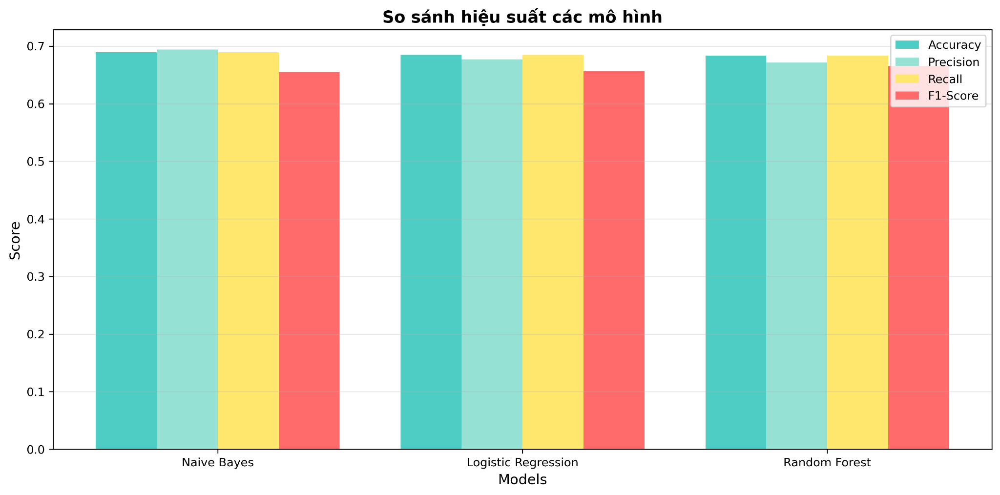 So sánh hiệu suất các mô hình
Score
0.7
0.6
0.5
0.4
0.3
0.2
0.1
0.0
Accuracy
Precision
Recall
F1-Score
Naive Bayes
Logistic Regression
Random Forest
Models